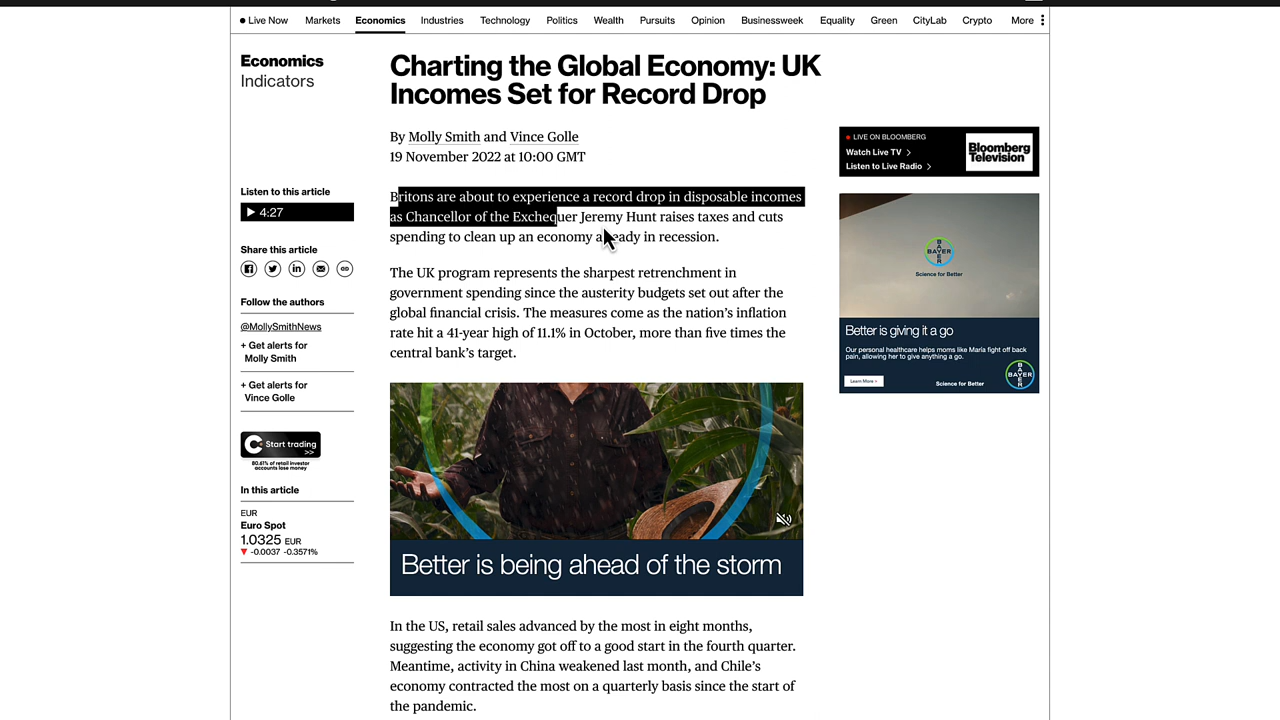 Live Now Markets Economics Industries Technology Politics Wealth Pursuits Opinion Businessweek Equality Green CityLab Crypto More
Economics
Indicators
Charting the Global Economy: UK
Incomes Set for Record Drop
By Molly Smith and Vince Golle
19 November 2022 at 10:00 GMT
Listen to this article
4:27
Share this article
Follow the authors
@MollySmithNews
+ Get alerts for
Molly Smith
+ Get alerts for
Vince Golle
C Start trading
>>
80.61% of retail investor
accounts lose money
In this article
EUR
Euro Spot
1.0325 EUR
-0.0037 -0.3571%
Britons are about to experience a record drop in disposable incomes
as Chancellor of the Exchequer Jeremy Hunt raises taxes and cuts
spending to clean up an economy already in recession.
The UK program represents the sharpest retrenchment in
government spending since the austerity budgets set out after the
global financial crisis. The measures come as the nation's inflation
rate hit a 41-year high of 11.1% in October, more than five times the
central bank's target.
Better is being ahead of the storm
In the US, retail sales advanced by the most in eight months,
suggesting the economy got off to a good start in the fourth quarter.
Meantime, activity in China weakened last month, and Chile's
economy contracted the most on a quarterly basis since the start of
the pandemic.
LIVE ON BLOOMBERG
Watch Live TV >
Listen to Live Radio >
Bloomberg
Television
BAYER
BAYER
Science for Better
Better is giving it a go
Our personal healthcare helps moms like Maria fight off back
pain, allowing her to give anything a go.
Learn More >
Science for Better
BAYER
BAYER